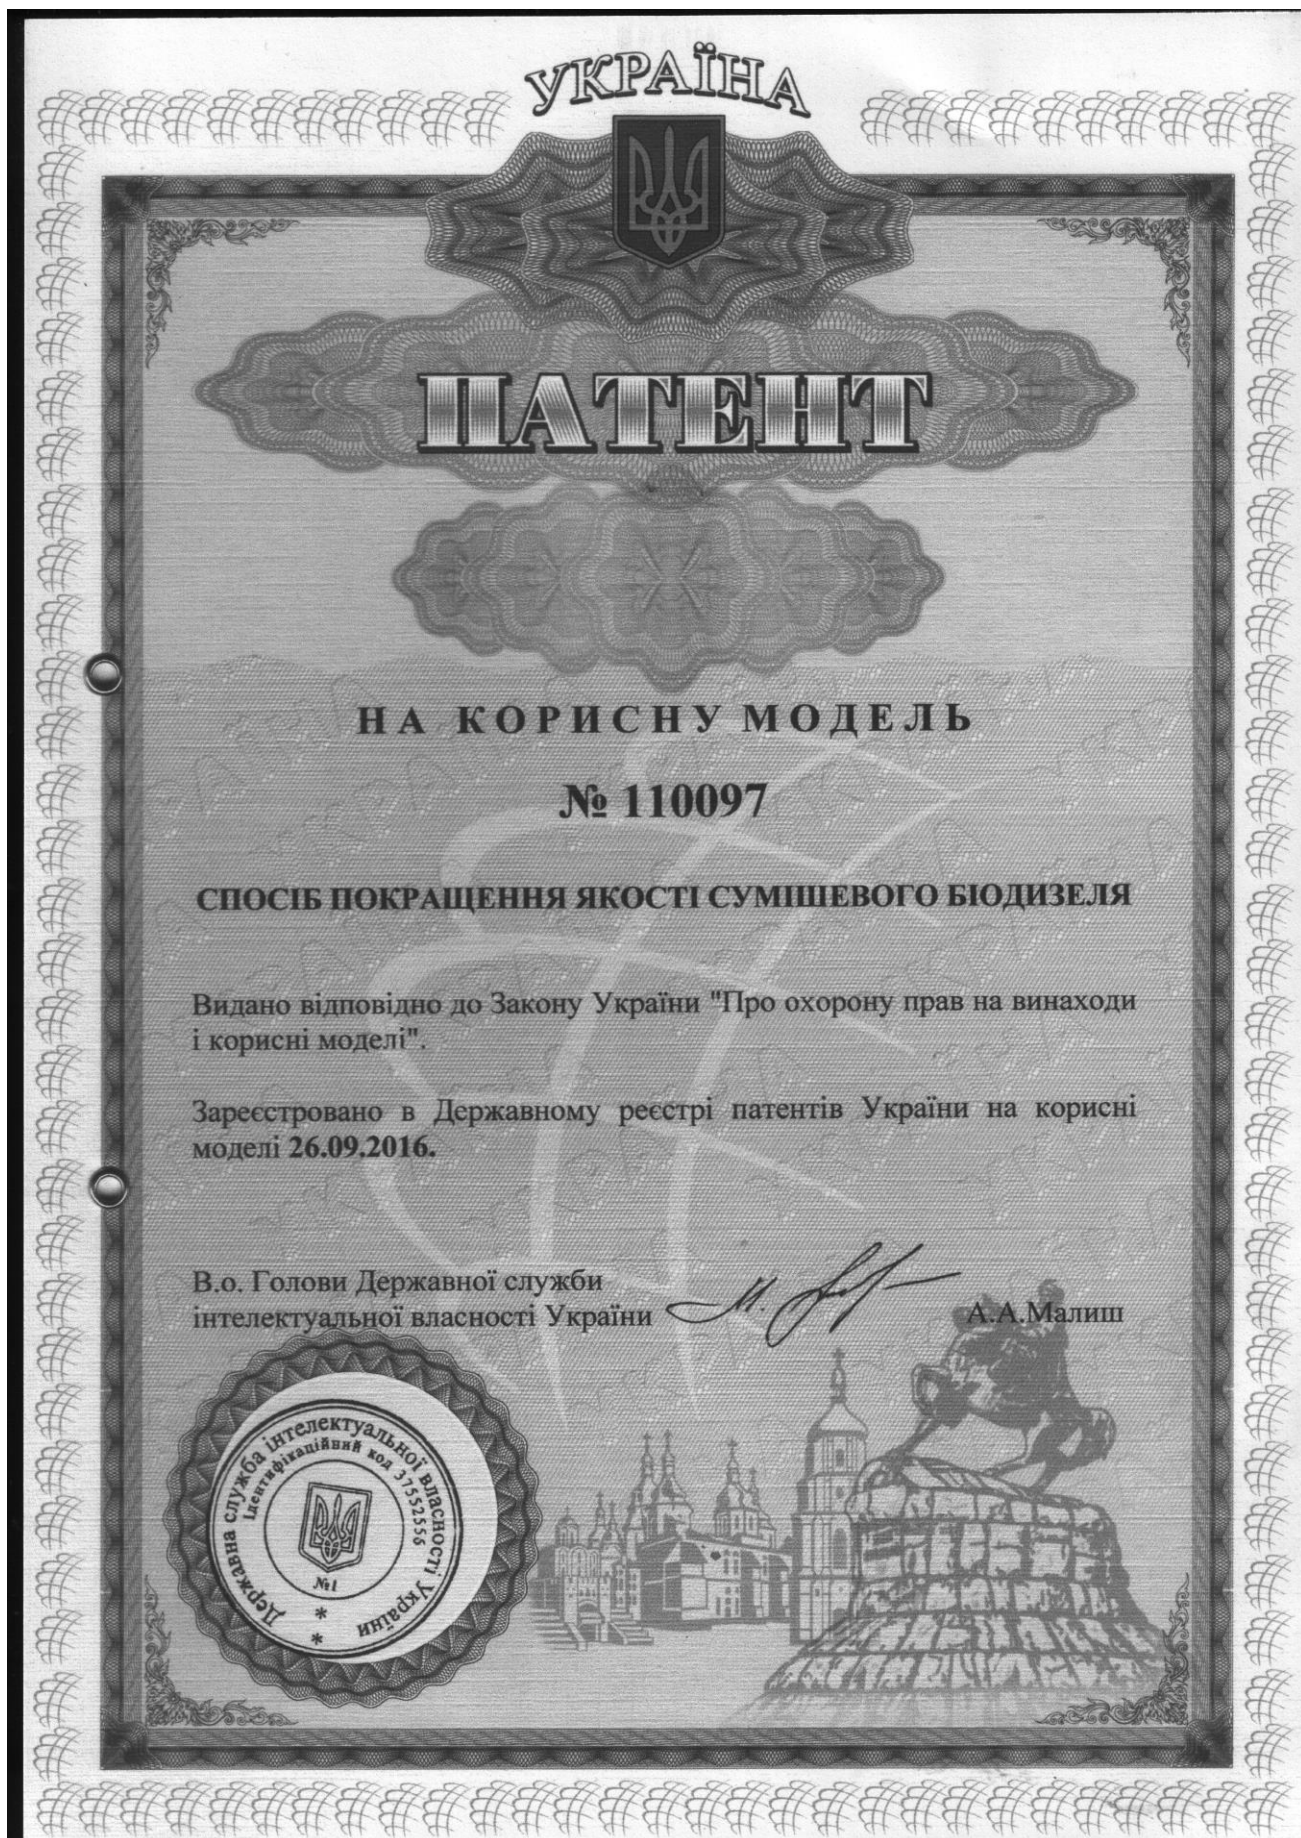 УКРАЇНА
ПАТЕНТ
НА КОРИСНУ МОДЕЛЬ
№ 110097
СПОСІБ ПОКРАЩЕННЯ ЯКОСТІ СУМІШЕВОГО БІОДИЗЕЛЯ
Видано відповідно до Закону України "Про охорону прав на винаходи
і корисні моделі".
Зареєстровано в Державному реєстрі патентів України на корисні
моделі 26.09.2016.
В.о. Голови Державної служби
інтелектуальної власності України
А.А.Малиш
Державна служба інтелектуальної власності України
Ідентифікаційний код 37552556
№1
* *